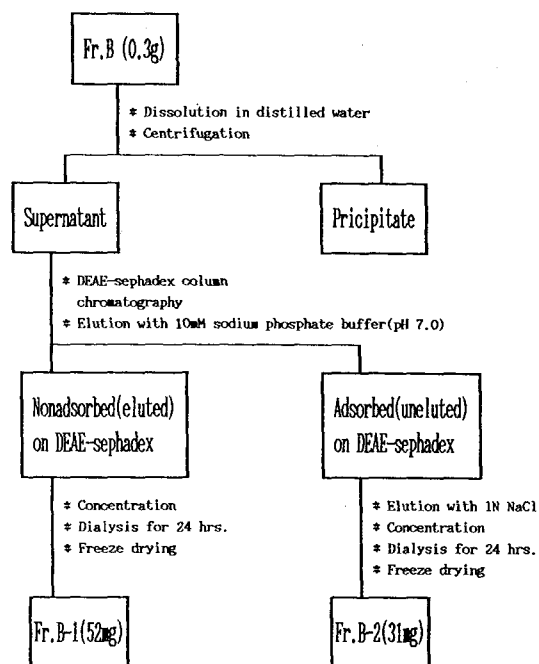 Fr.B (0.3g)
* Dissolution in distilled water
* Centrifugation
Supernatant
Pricipitate
* DEAE-sephadex column
chromatography
* Elution with 10mM sodium phosphate buffer(pH 7.0)
Nonadsorbed(eluted)
on DEAE-sephadex
Adsorbed(uneluted)
on DEAE-sephadex
* Concentration
* Dialysis for 24 hrs.
* Freeze drying
* Elution with 1N NaCl
* Concentration
* Dialysis for 24 hrs.
* Freeze drying
Fr.B-1(52mg)
Fr.B-2(31mg)